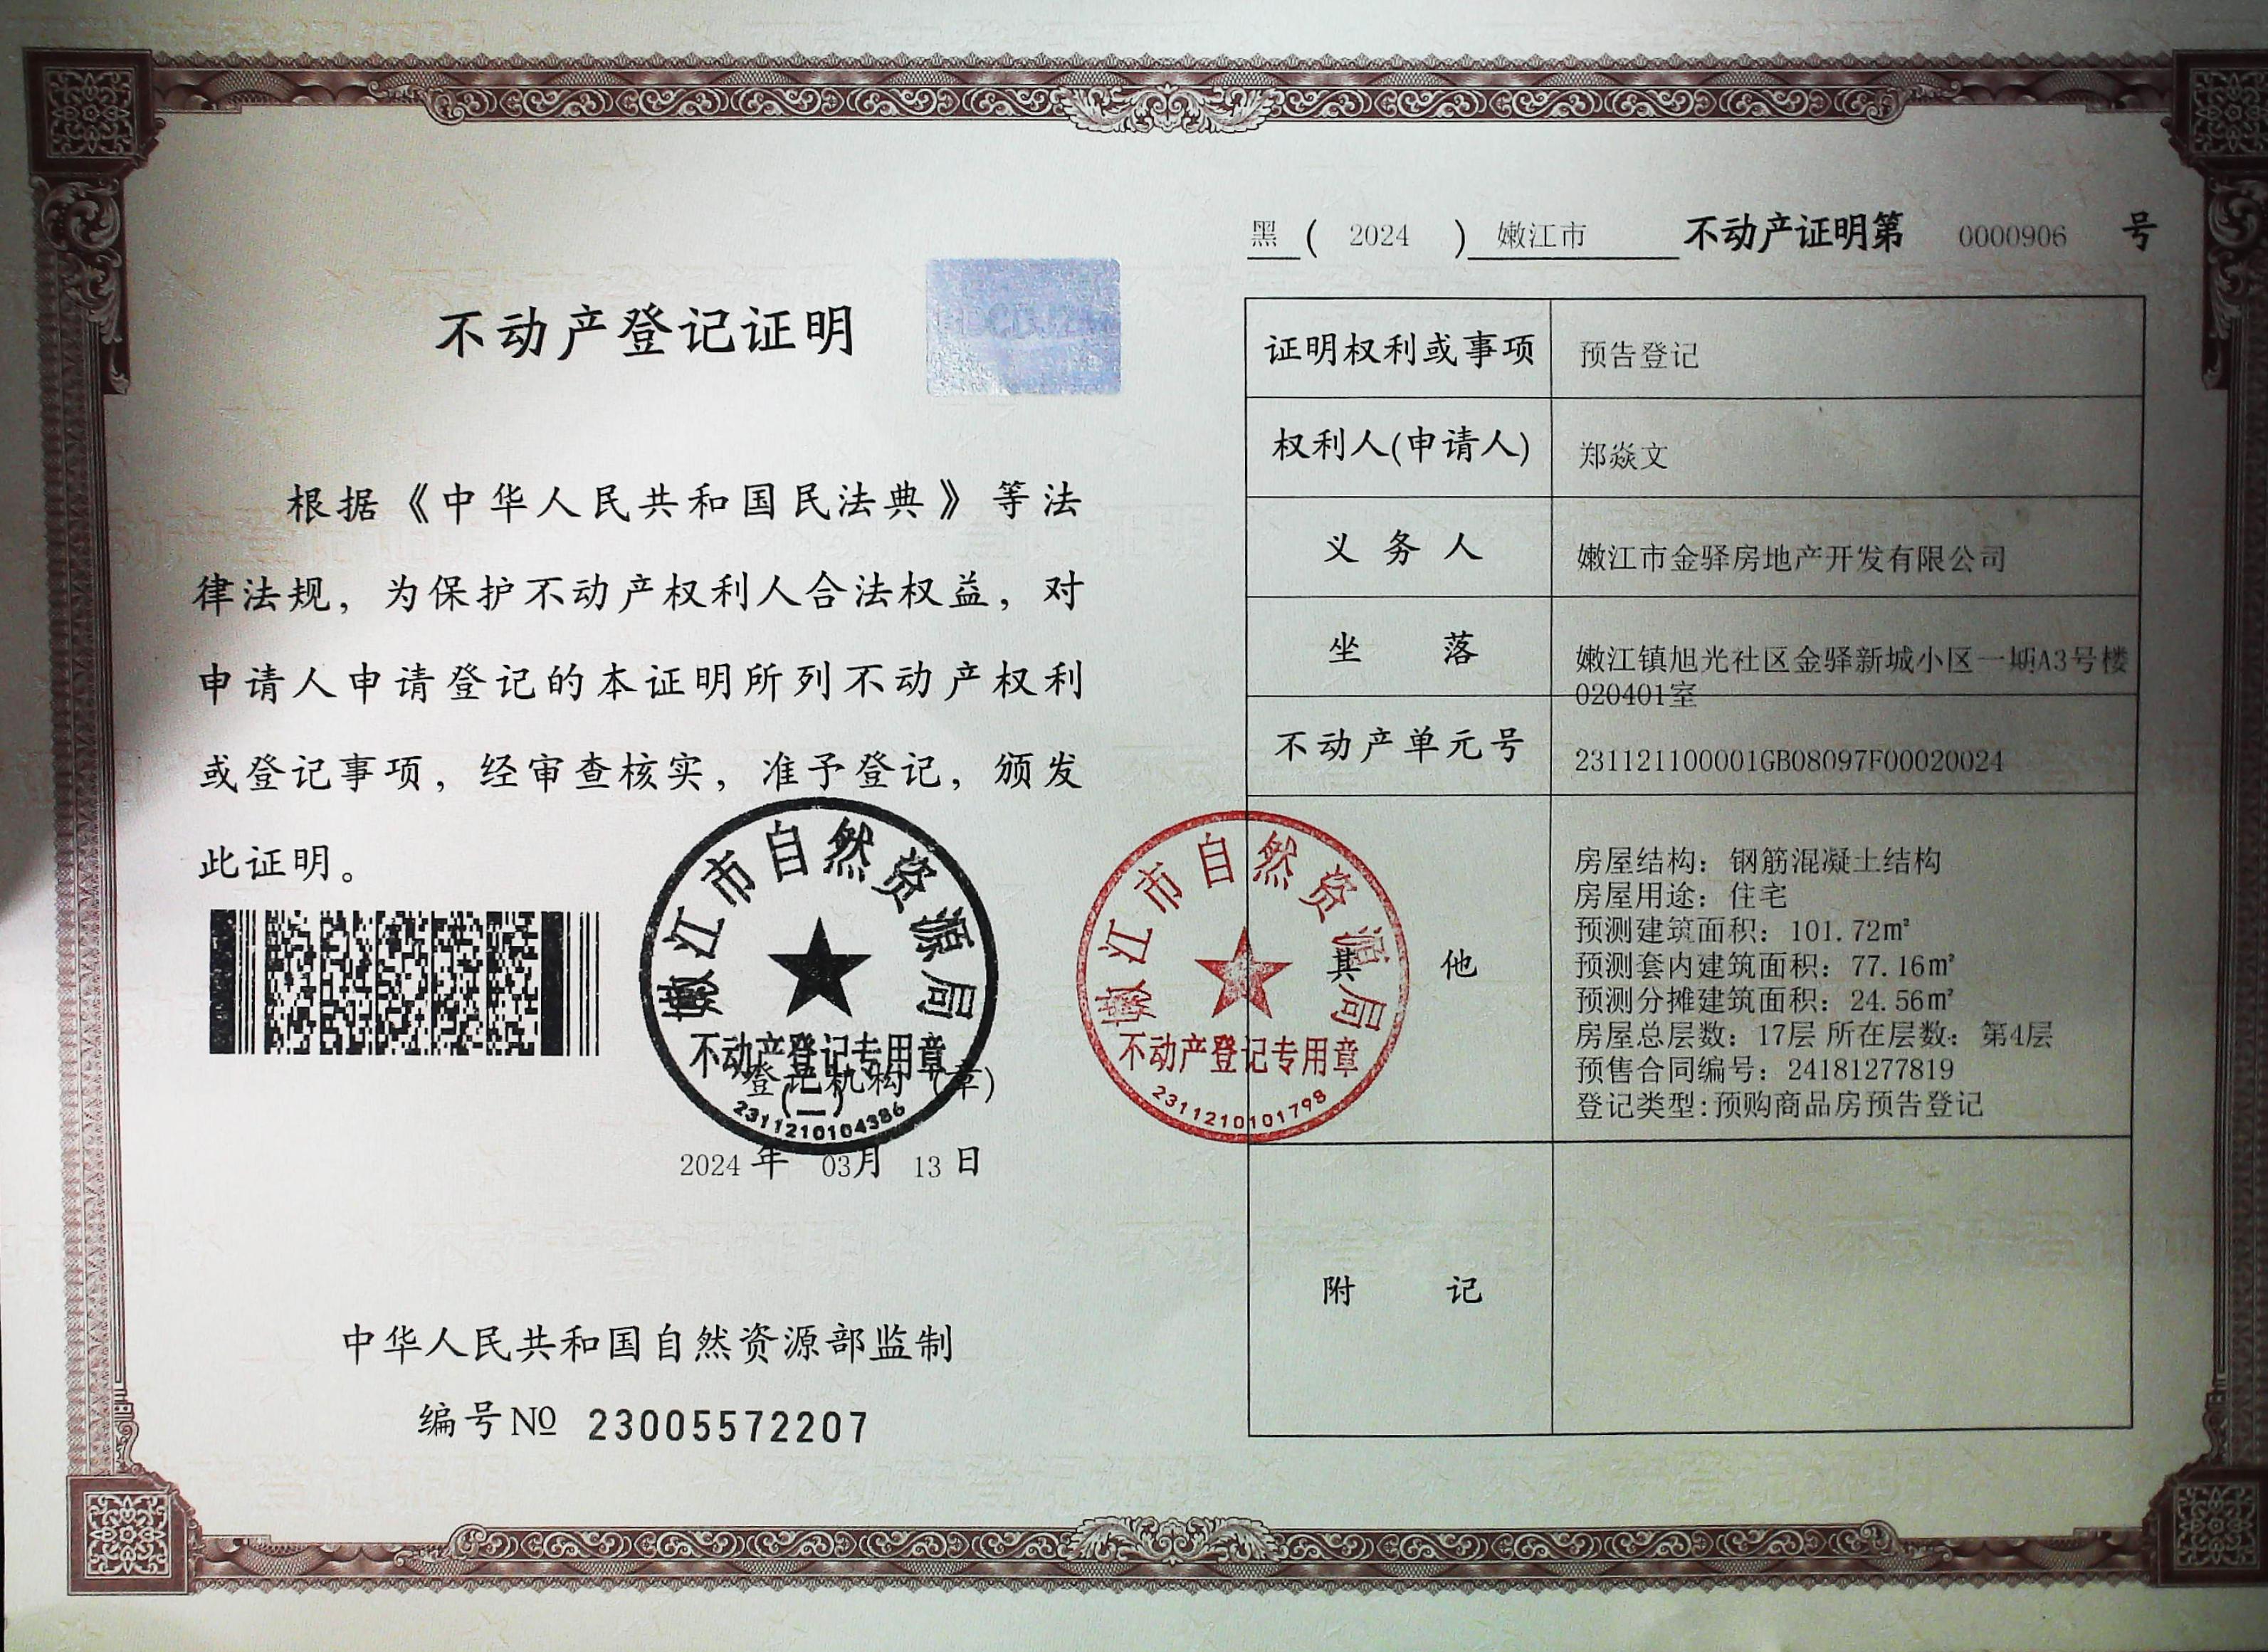 不动产登记证明
根据《中华人民共和国民法典》等法
律法规，为保护不动产权利人合法权益，对
申请人申请登记的本证明所列不动产权利
或登记事项，经审查核实，准予登记，颁发
此证明。
嫩江市自然资源局
不动产登记专用章
(二)
2311210104386
登记机构（章）
2024 年 03月 13 日
中华人民共和国自然资源部监制
编号№ 23005572207
嫩江市自然资源局
不动产登记专用章
2311210101798
黑 ( 2024 ) 嫩江市 不动产证明第 0000906 号
证明权利或事项 预告登记
权利人(申请人) 郑焱文
义务人 嫩江市金驿房地产开发有限公司
坐落 嫩江镇旭光社区金驿新城小区一期A3号楼
020401室
不动产单元号 231121100001GB08097F00020024
其他
房屋结构：钢筋混凝土结构
房屋用途：住宅
预测建筑面积：101.72㎡
预测套内建筑面积：77.16㎡
预测分摊建筑面积：24.56㎡
房屋总层数：17层 所在层数：第4层
预售合同编号：24181277819
登记类型:预购商品房预告登记
附记